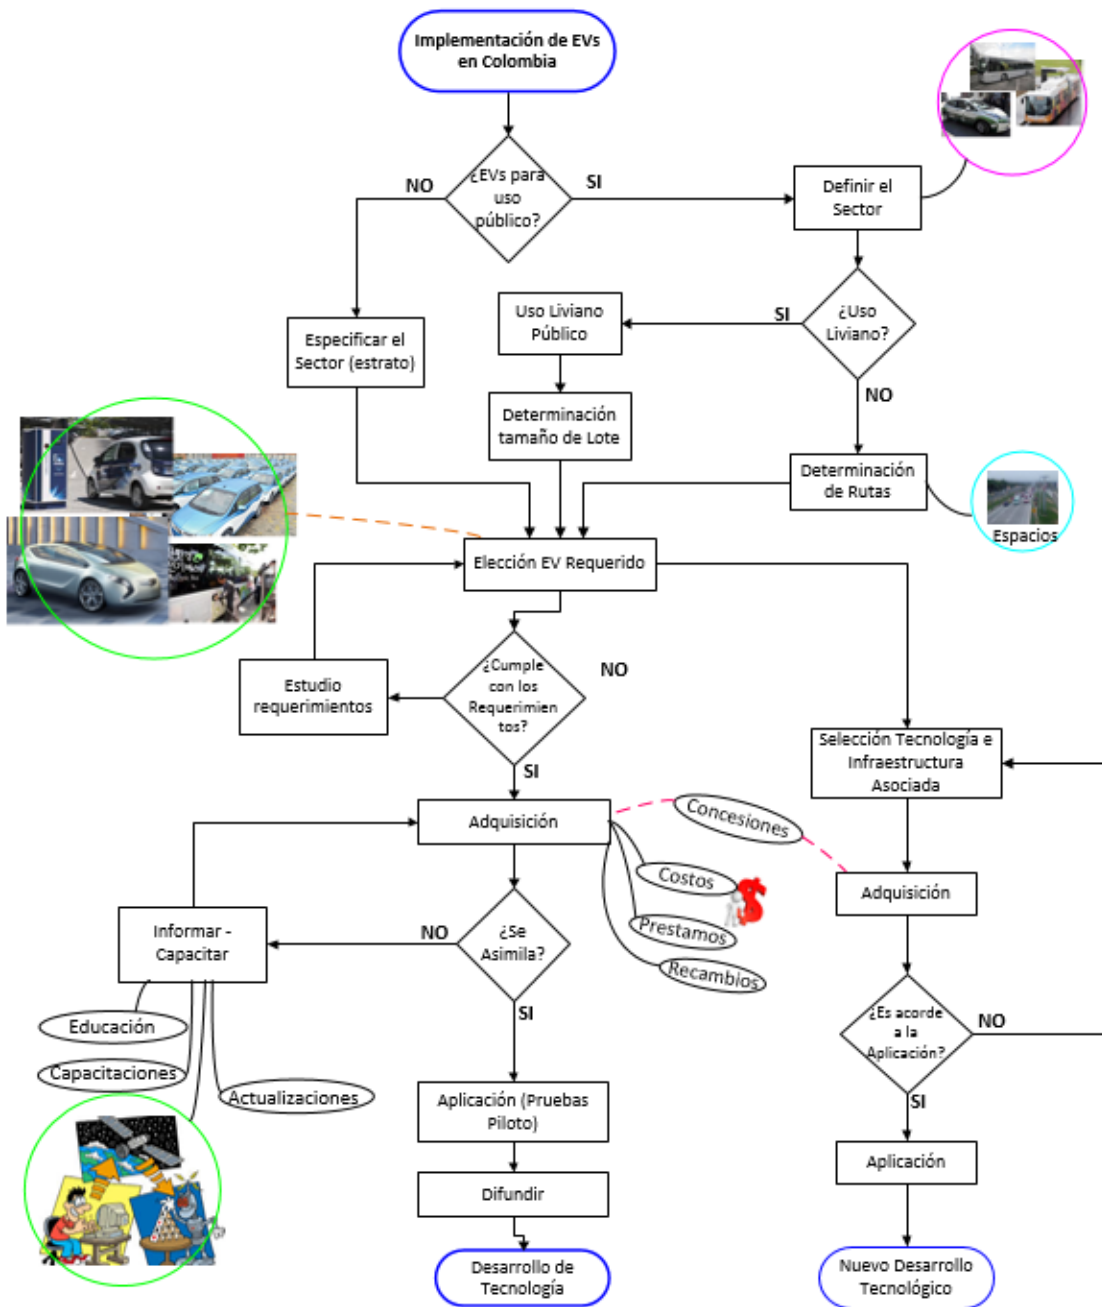 Implementación de EVs
en Colombia
¿EVs para
uso
público?
NO
SI
Definir el
Sector
¿Uso
Liviano?
SI
NO
Uso Liviano
Público
Especificar el
Sector (estrato)
Determinación
tamaño de Lote
Determinación
de Rutas
Espacios
Elección EV Requerido
¿Cumple
con los
Requerimien
tos?
NO
SI
Estudio
requerimientos
Selección Tecnología e
Infraestructura
Asociada
Adquisición
Concesiones
Costos
Prestamos
Recambios
Adquisición
Informar -
Capacitar
NO
¿Se
Asimila?
SI
¿Es acorde
a la
Aplicación?
NO
SI
Educación
Capacitaciones
Actualizaciones
Aplicación (Pruebas
Piloto)
Aplicación
Difundir
Desarrollo de
Tecnología
Nuevo Desarrollo
Tecnológico